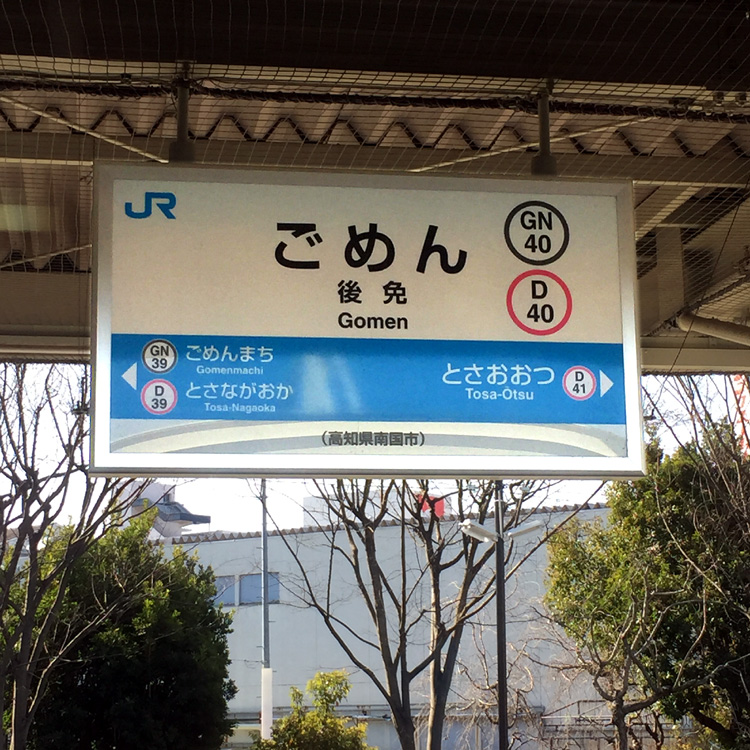 JR
ごめん
後免
Gomen
GN
40
D
40
GN
39
ごめんまち
Gomenmachi
D
39
とさながおか
Tosa-Nagaoka
とさおおつ
Tosa-Ōtsu
D
41
(高知県南国市)